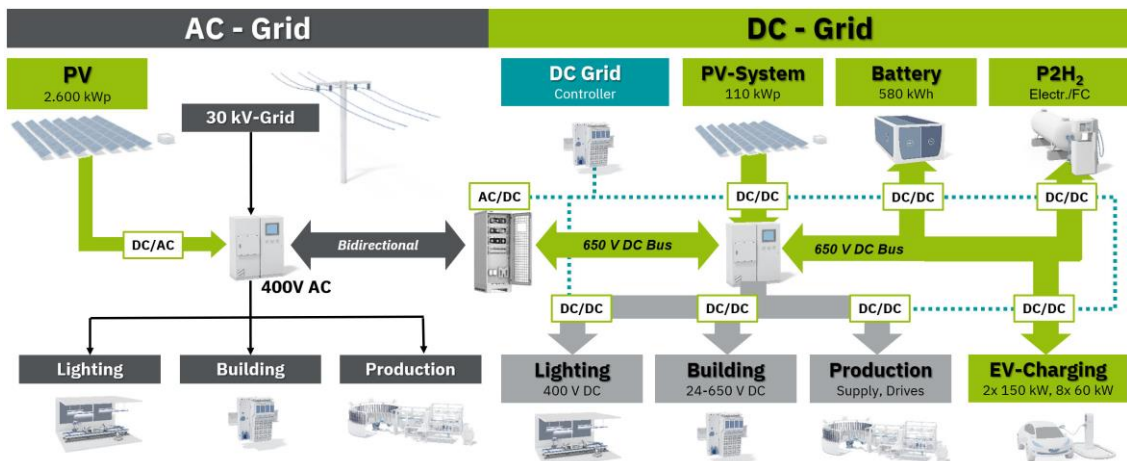 AC - Grid
DC - Grid
PV
2.600 kWp
30 kV-Grid
DC Grid
Controller
PV-System
110 kWp
Battery
580 kWh
P2H₂
Electr./FC
AC/DC
DC/DC
DC/DC
DC/DC
DC/AC
Bidirectional
650 V DC Bus
650 V DC Bus
400V AC
DC/DC
DC/DC
DC/DC
DC/DC
Lighting
Building
Production
Lighting
400 V DC
Building
24-650 V DC
Production
Supply, Drives
EV-Charging
2x 150 kW, 8x 60 kW